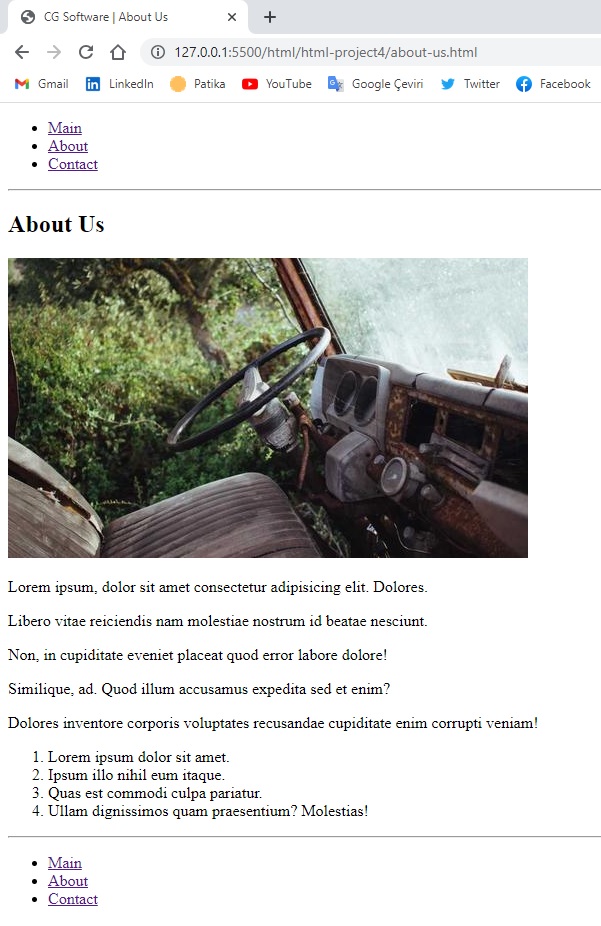 CG Software | About Us
127.0.0.1:5500/html/html-project4/about-us.html
Gmail LinkedIn Patika YouTube Google Çeviri Twitter Facebook
Main
About
Contact
About Us
Lorem ipsum, dolor sit amet consectetur adipisicing elit. Dolores.
Libero vitae reiciendis nam molestiae nostrum id beatae nesciunt.
Non, in cupiditate eveniet placeat quod error labore dolore!
Similique, ad. Quod illum accusamus expedita sed et enim?
Dolores inventore corporis voluptates recusandae cupiditate enim corrupti veniam!
1. Lorem ipsum dolor sit amet.
2. Ipsum illo nihil eum itaque.
3. Quas est commodi culpa pariatur.
4. Ullam dignissimos quam praesentium? Molestias!
Main
About
Contact